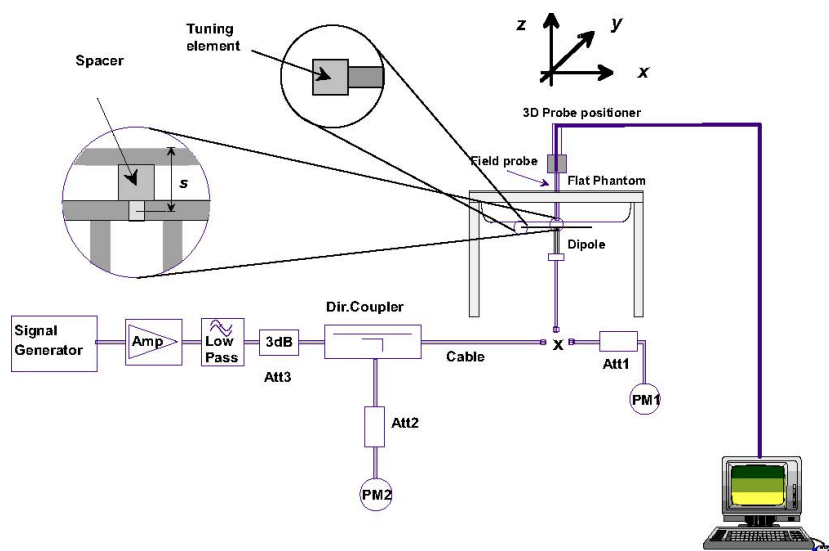 Tuning
element
z
y
x
Spacer
3D Probe positioner
s
Field probe
Flat Phantom
Dipole
Dir.Coupler
Signal
Generator
Amp
Low
Pass
3dB
Att3
Cable
x
Att1
PM1
Att2
PM2